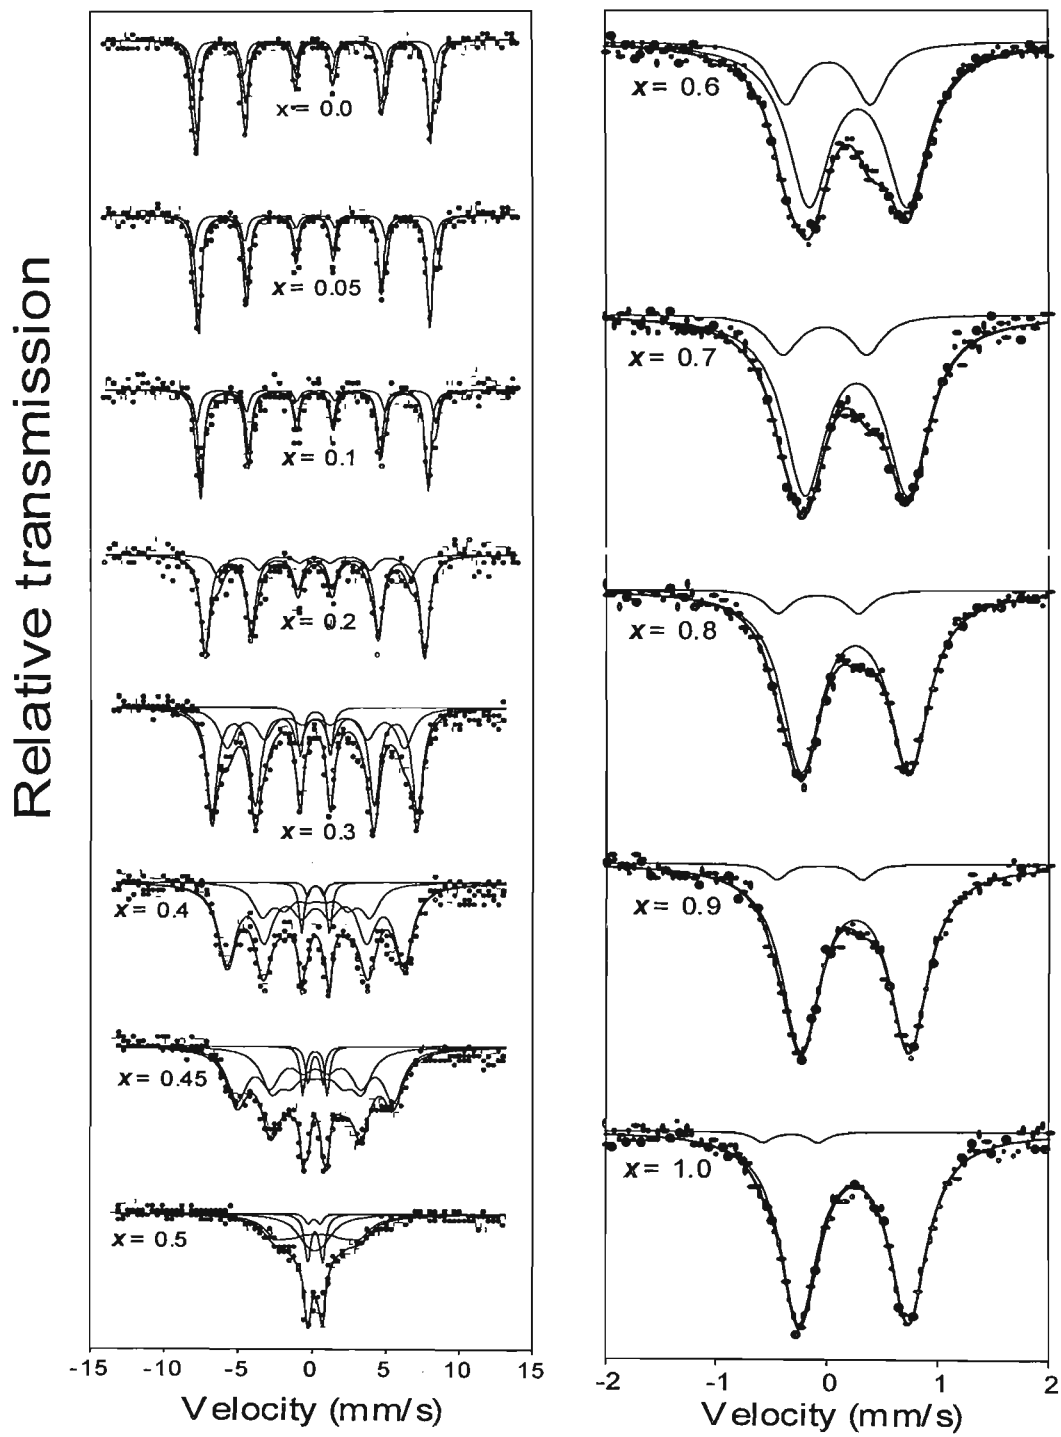 Relative transmission
x = 0.0
x = 0.05
x = 0.1
x = 0.2
x = 0.3
x = 0.4
x = 0.45
x = 0.5
-15 -10 -5 0 5 10 15
Velocity (mm/s)
x = 0.6
x = 0.7
x = 0.8
x = 0.9
x = 1.0
-2 -1 0 1 2
Velocity (mm/s)